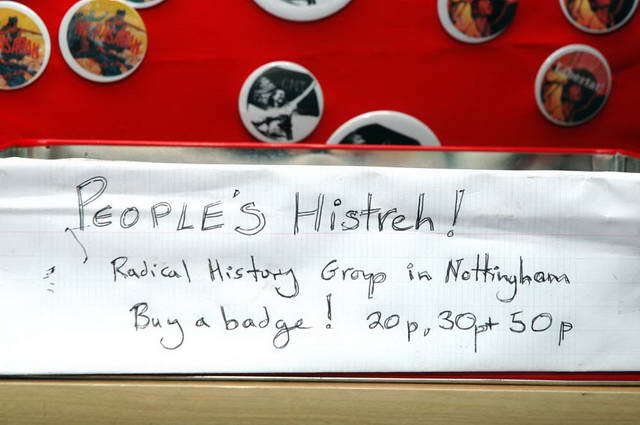 PEOPLE'S Histreh!
Radical History Group in Nottingham
Buy a badge! 20p, 30p+ 50p